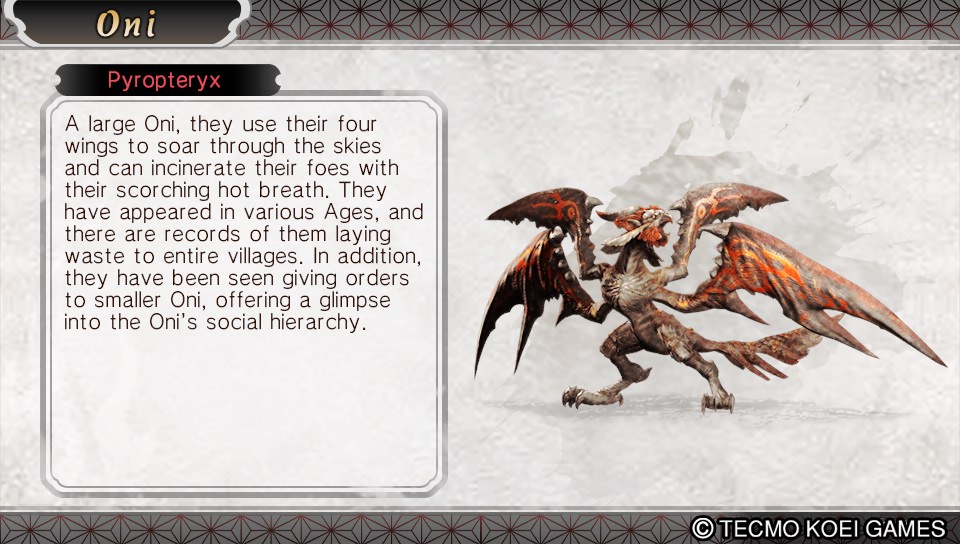 Oni
Pyropteryx
A large Oni, they use their four
wings to soar through the skies
and can incinerate their foes with
their scorching hot breath. They
have appeared in various Ages, and
there are records of them laying
waste to entire villages. In addition,
they have been seen giving orders
to smaller Oni, offering a glimpse
into the Oni's social hierarchy.
© TECMO KOEI GAMES